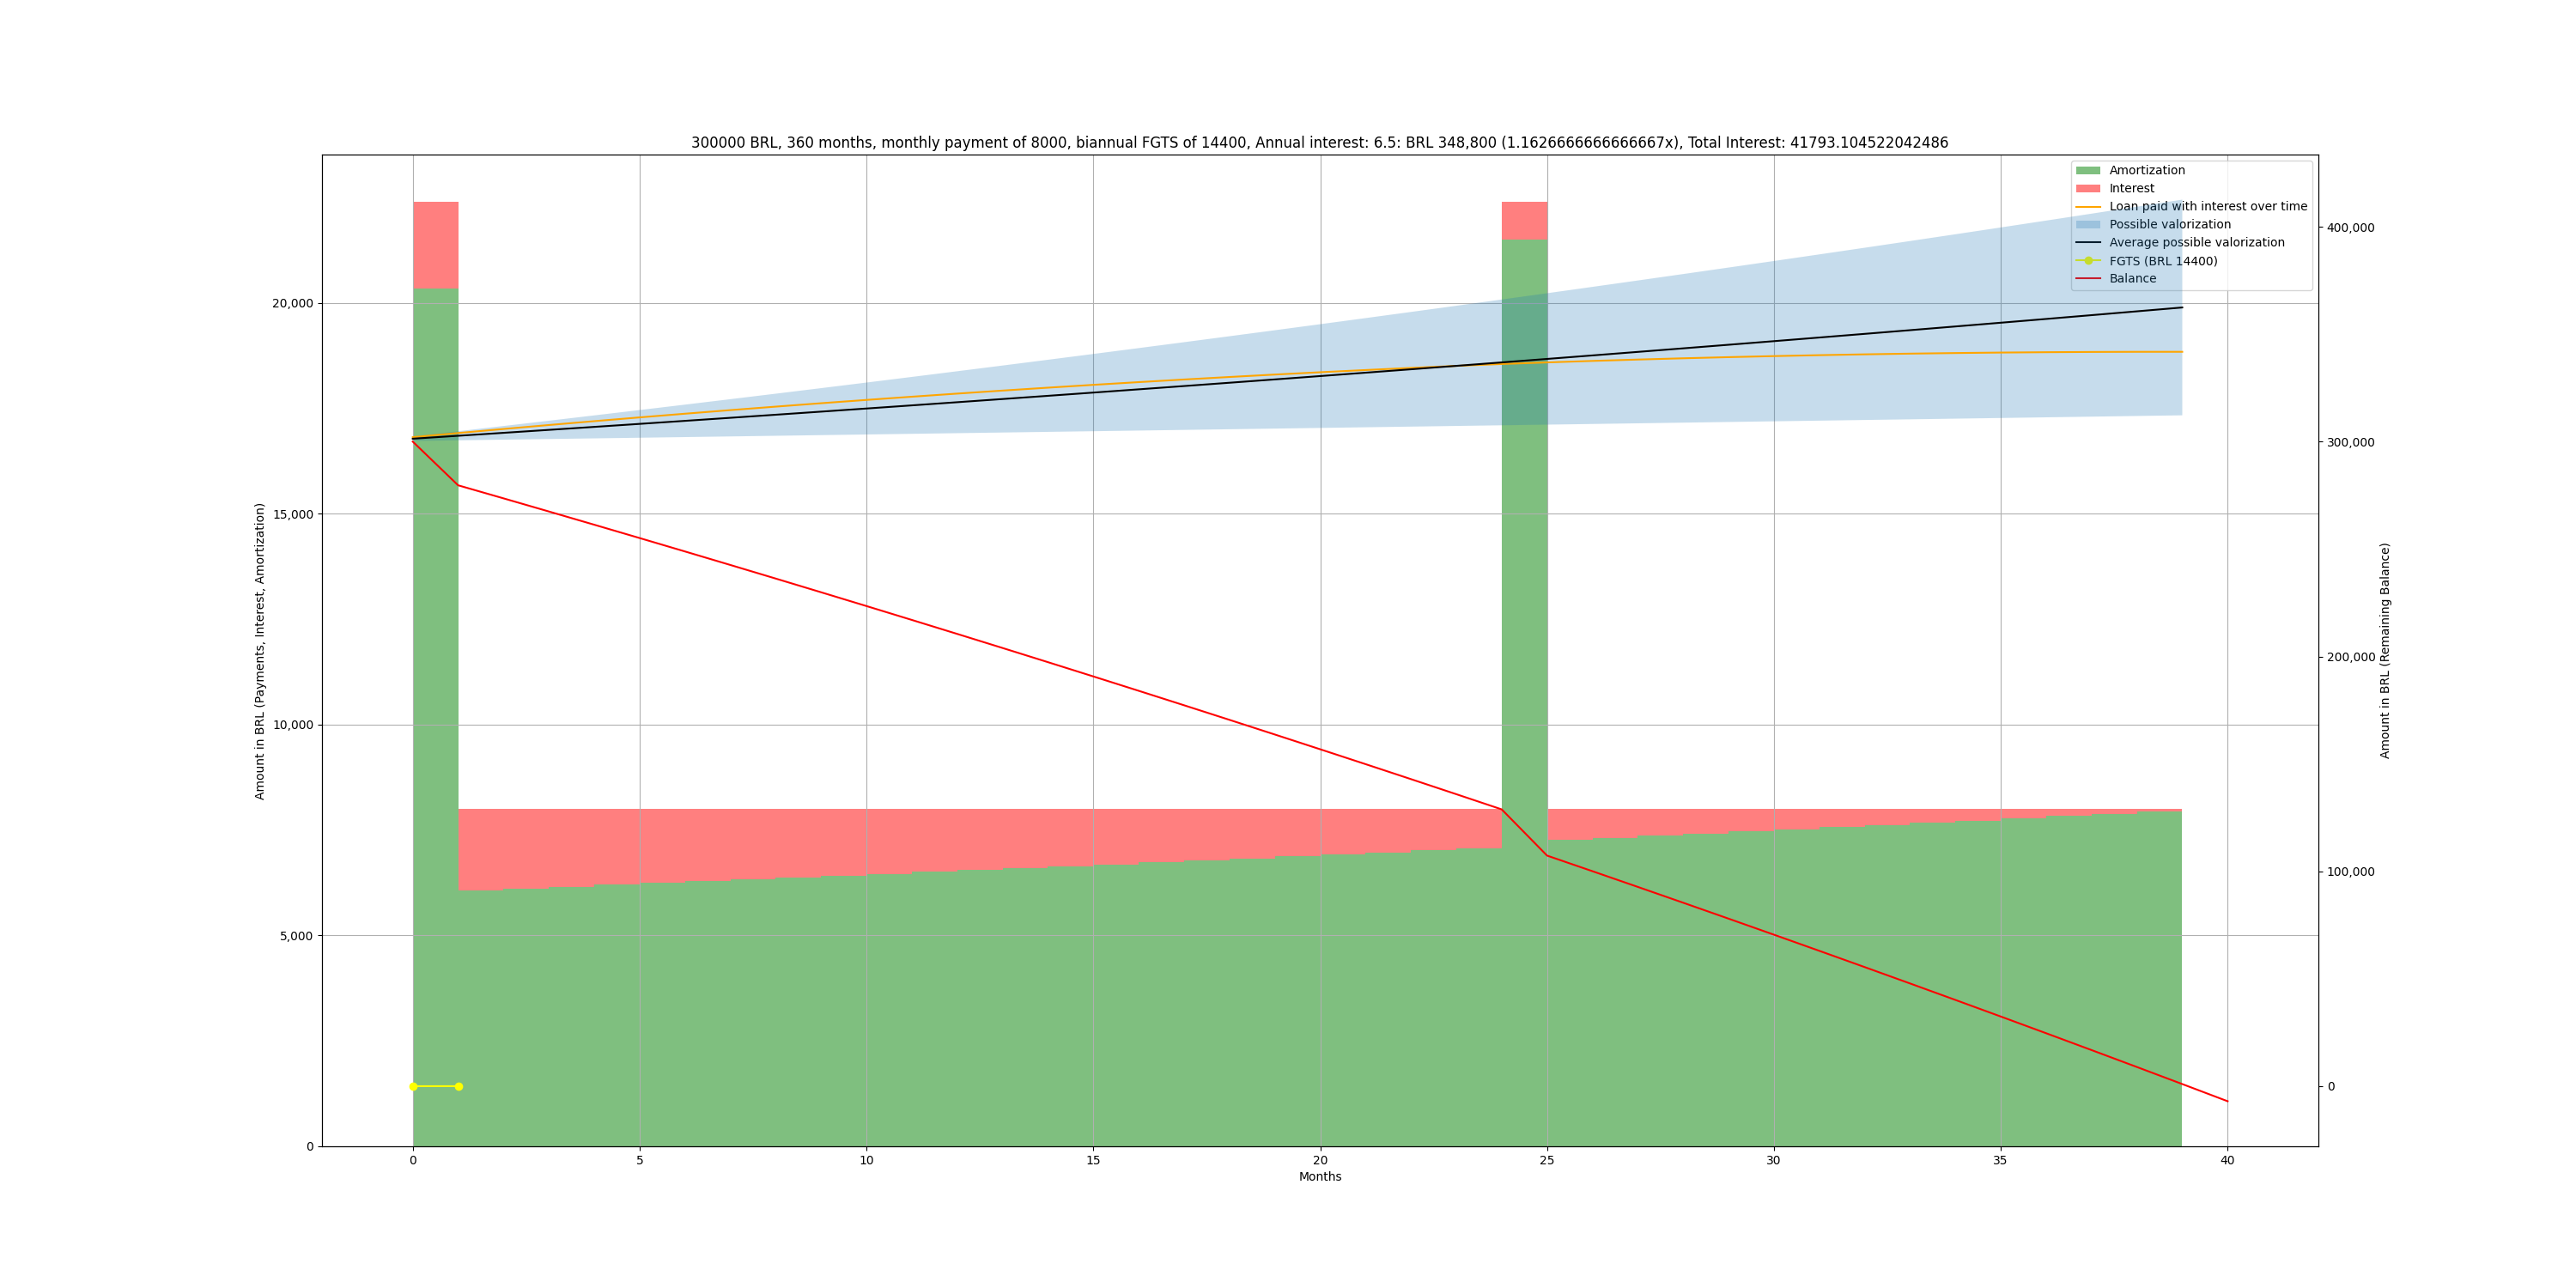 300000 BRL, 360 months, monthly payment of 8000, biannual FGTS of 14400, Annual interest: 6.5: BRL 348,800 (1.1626666666666667x), Total Interest: 41793.104522042486
Amortization
Interest
Loan paid with interest over time
Possible valorization
Average possible valorization
FGTS (BRL 14400)
Balance
Amount in BRL (Payments, Interest, Amortization)
20,000
15,000
10,000
5,000
0
400,000
300,000
200,000
100,000
0
Amount in BRL (Remaining Balance)
0
5
10
15
20
25
30
35
40
Months